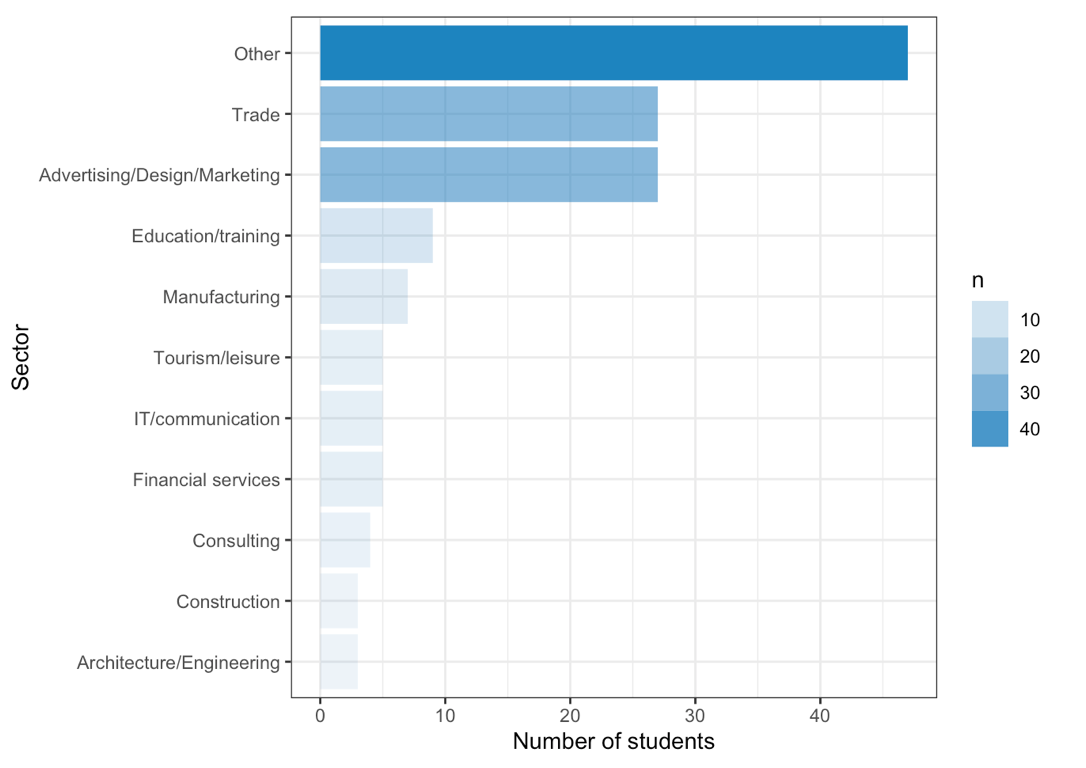 Other
Trade
Advertising/Design/Marketing
Education/training
Manufacturing
Tourism/leisure
IT/communication
Financial services
Consulting
Construction
Architecture/Engineering
Sector
0 10 20 30 40
Number of students
n
10
20
30
40